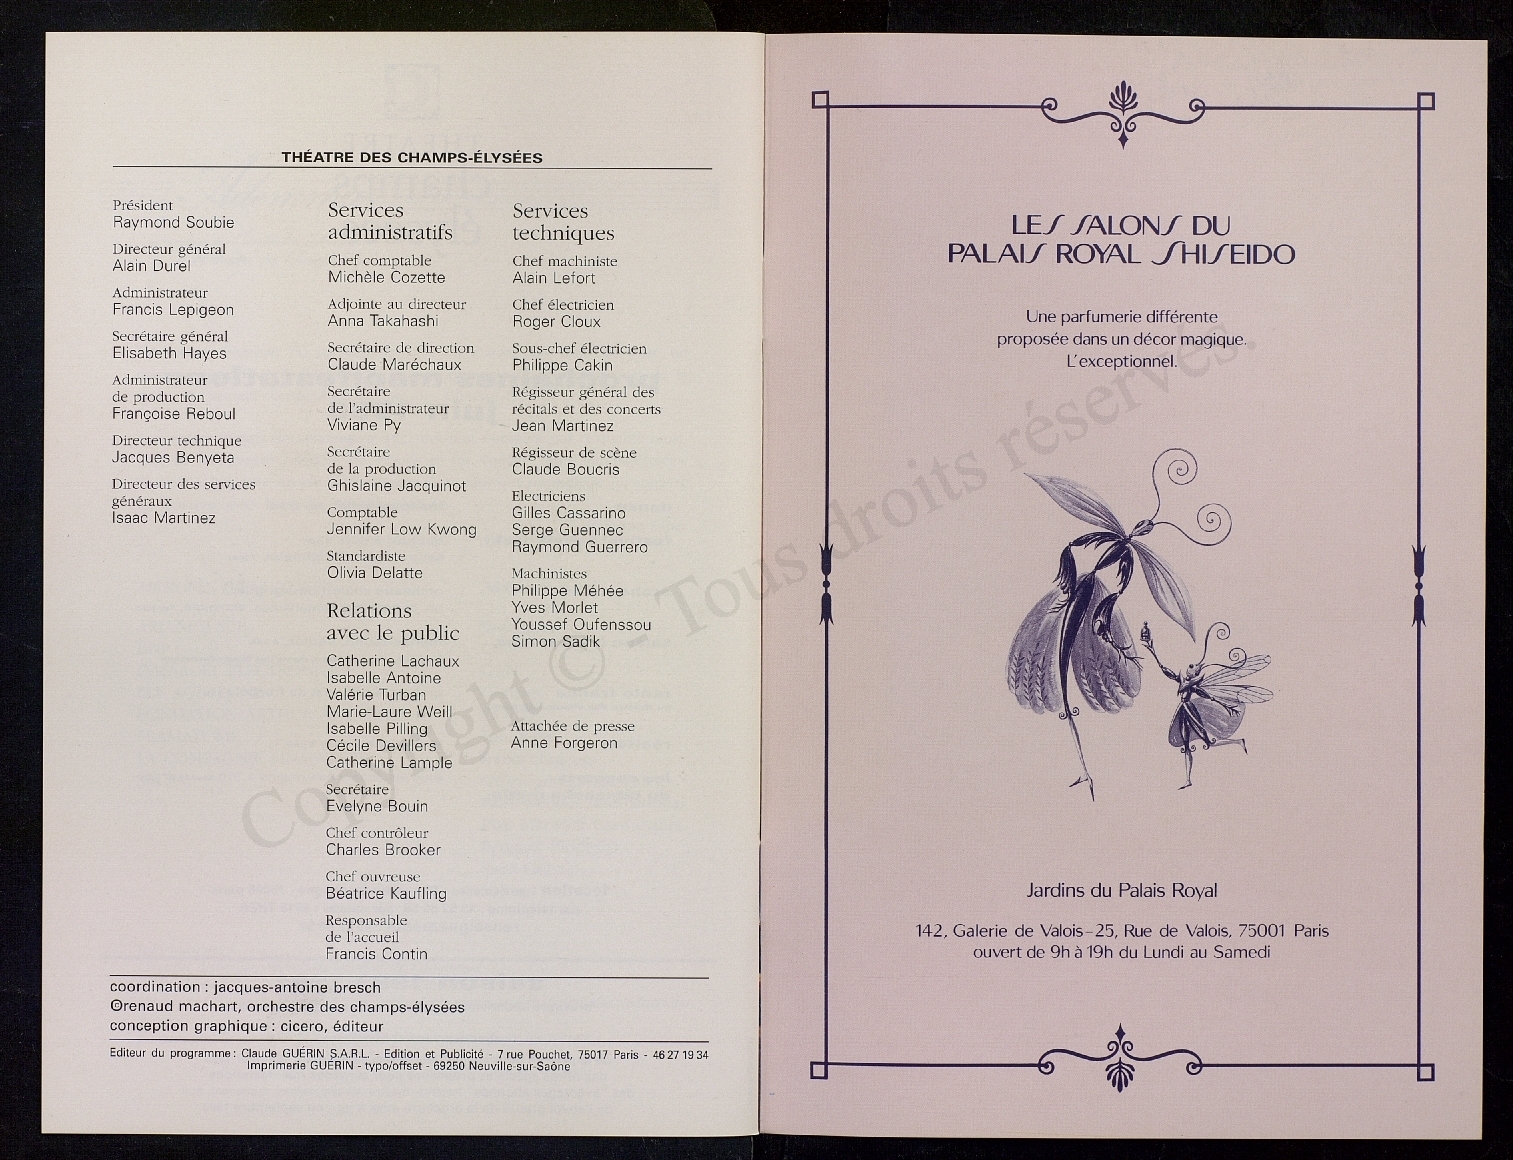 THÉATRE DES CHAMPS-ÉLYSÉES
Président
Raymond Soubie
Directeur général
Alain Durel
Administrateur
Francis Lepigeon
Secrétaire général
Elisabeth Hayes
Administrateur
de production
Françoise Reboul
Directeur technique
Jacques Benyeta
Directeur des services
généraux
Isaac Martinez
Services
administratifs
Chef comptable
Michèle Cozette
Adjointe au directeur
Anna Takahashi
Secrétaire de direction
Claude Maréchaux
Secrétaire
de l'administrateur
Viviane Py
Secrétaire
de la production
Ghislaine Jacquinot
Comptable
Jennifer Low Kwong
Standardiste
Olivia Delatte
Relations
avec le public
Catherine Lachaux
Isabelle Antoine
Valérie Turban
Marie-Laure Weill
Isabelle Pilling
Cécile Devillers
Catherine Lample
Secrétaire
Evelyne Bouin
Chef contrôleur
Charles Brooker
Chef ouvreuse
Béatrice Kaufling
Responsable
de l'accueil
Francis Contin
Services
techniques
Chef machiniste
Alain Lefort
Chef électricien
Roger Cloux
Sous-chef électricien
Philippe Cakin
Régisseur général des
récitals et des concerts
Jean Martinez
Régisseur de scène
Claude Boucris
Electriciens
Gilles Cassarino
Serge Guennec
Raymond Guerrero
Machinistes
Philippe Méhée
Yves Morlet
Youssef Oufenssou
Simon Sadik
Attachée de presse
Anne Forgeron
coordination : jacques-antoine bresch
©renaud machart, orchestre des champs-élysées
conception graphique : cicero, éditeur
Editeur du programme : Claude GUÉRIN S.A.R.L. - Edition et Publicité - 7 rue Pouchet, 75017 Paris - 46 27 19 34
Imprimerie GUERIN - typo/offset - 69250 Neuville-sur-Saône
LES SALONS DU
PALAIS ROYAL SHISEIDO
Une parfumerie différente
proposée dans un décor magique.
L'exceptionnel.
Jardins du Palais Royal
142, Galerie de Valois–25, Rue de Valois, 75001 Paris
ouvert de 9h à 19h du Lundi au Samedi
Copyright © - Tous droits réservés.